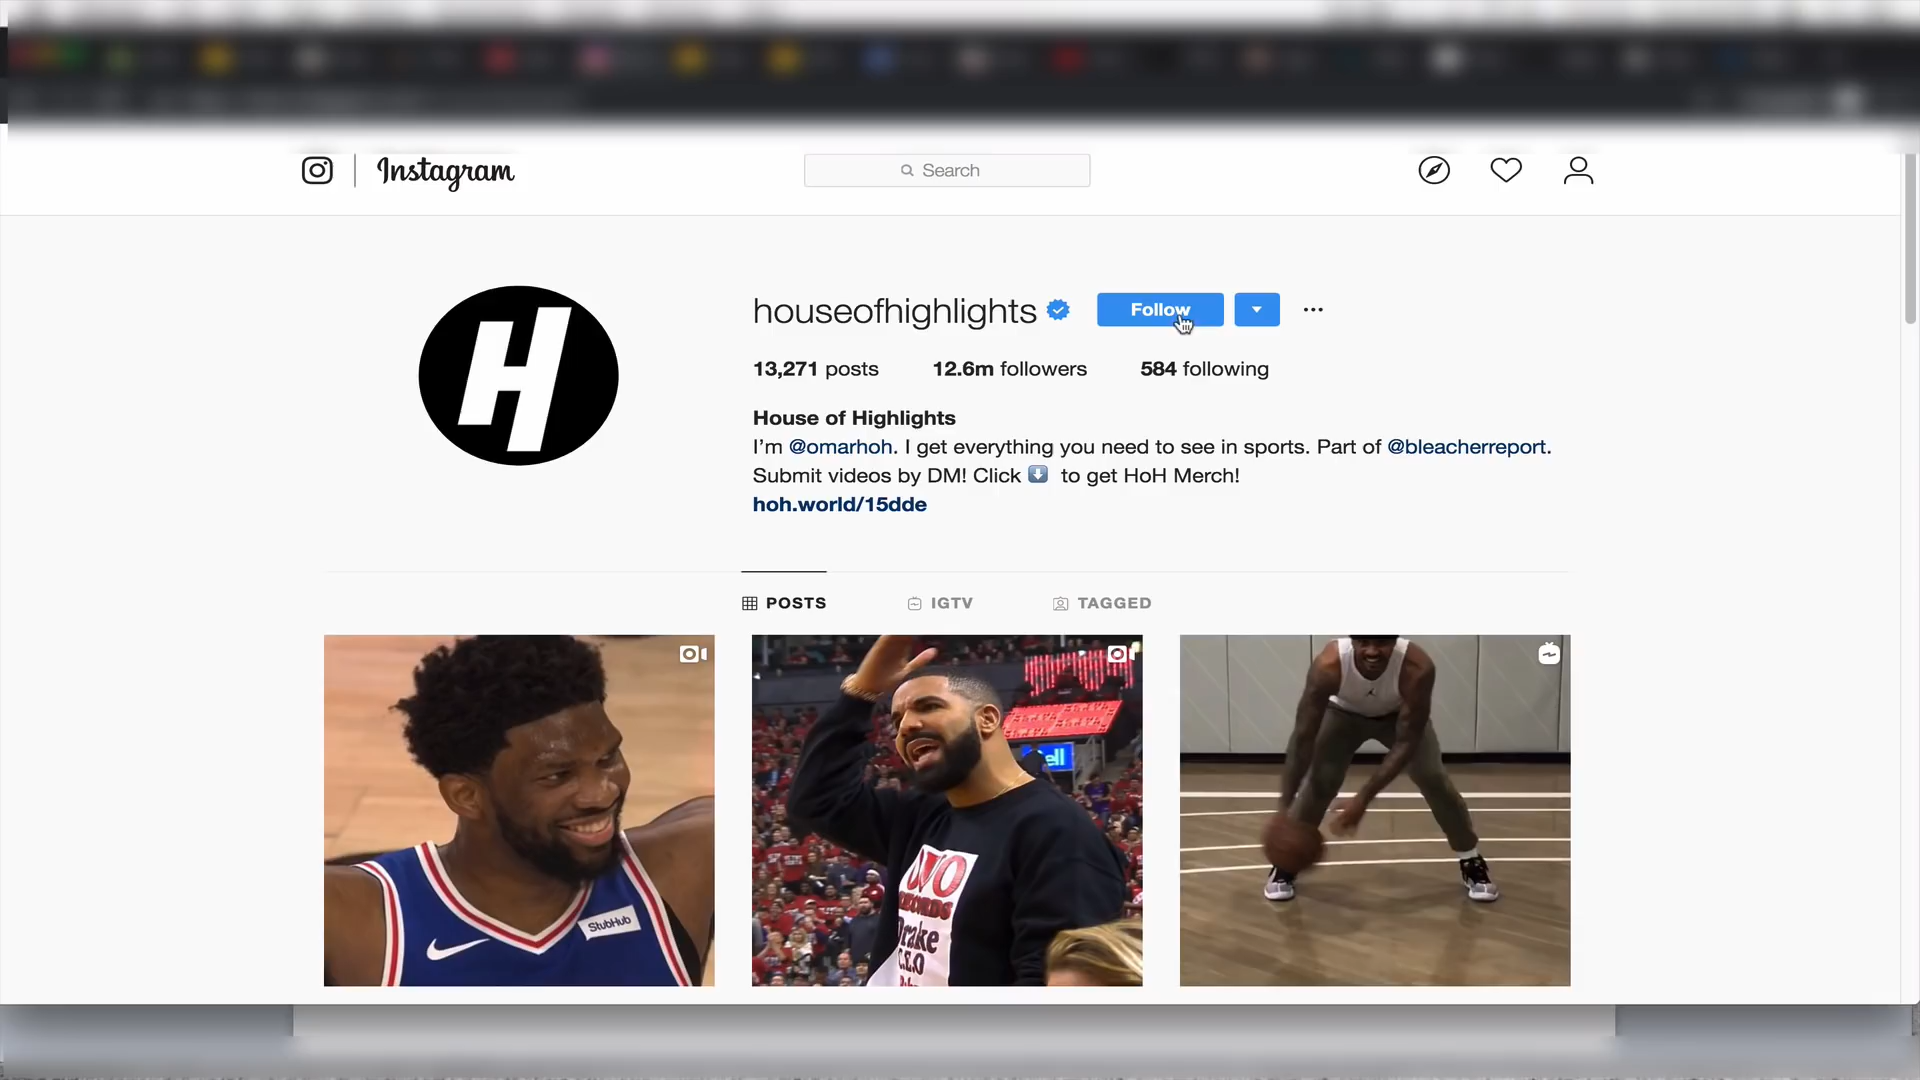 Instagram
Search
houseofhighlights
Follow
13,271 posts 12.6m followers 584 following
House of Highlights
I’m @omarhoh. I get everything you need to see in sports. Part of @bleacherreport.
Submit videos by DM! Click ⬇️ to get HoH Merch!
hoh.world/15dde
POSTS IGTV TAGGED
StubHub
OVO
Drake
C.E.O